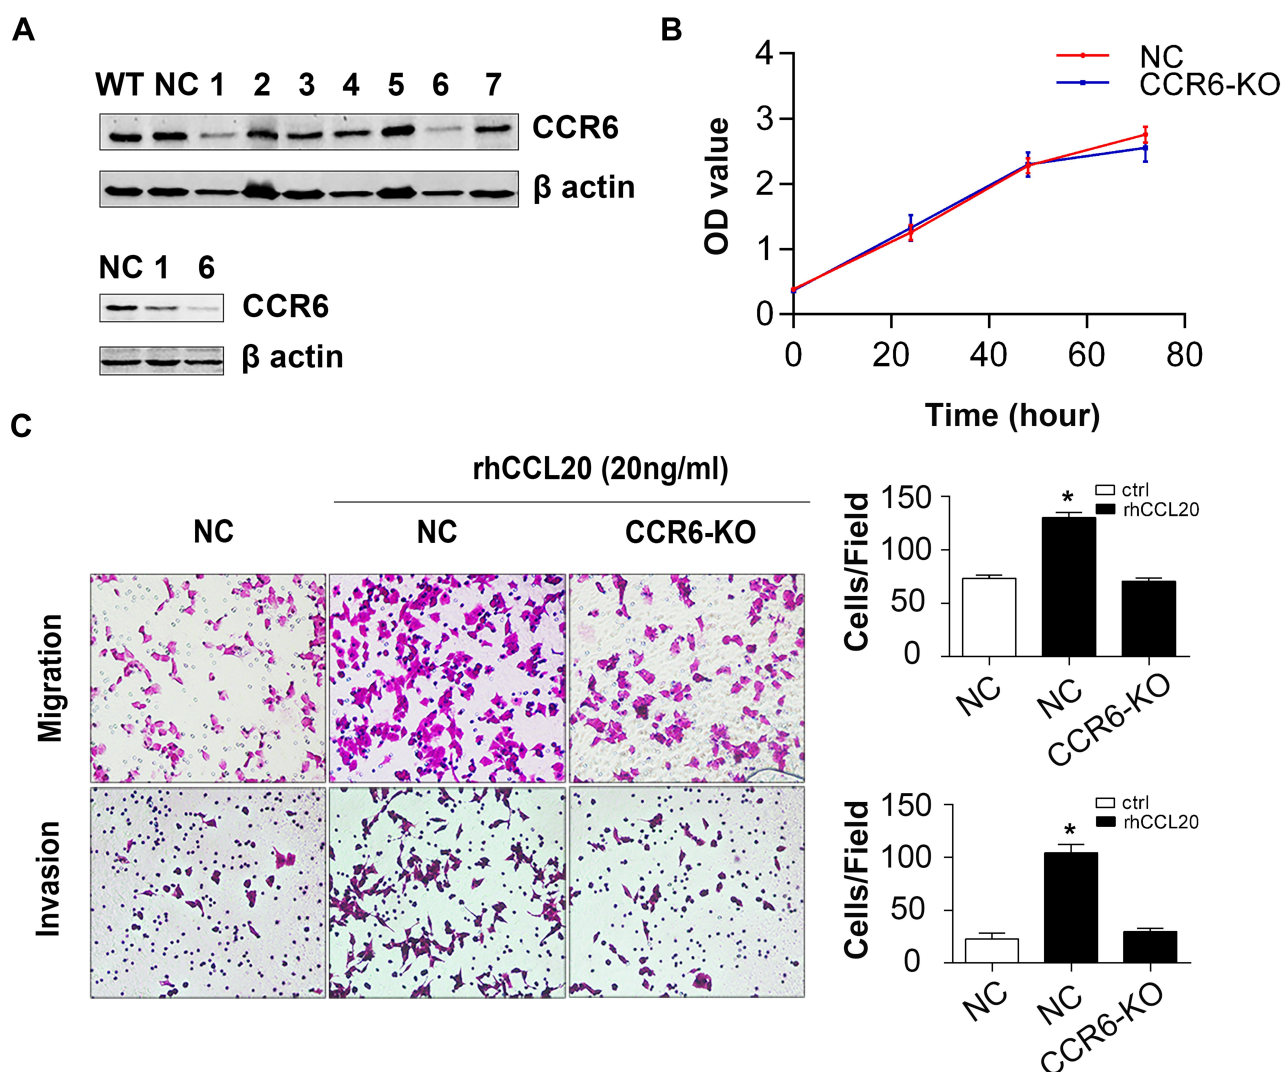 A
WT NC 1 2 3 4 5 6 7
CCR6
β actin
NC 1 6
CCR6
β actin
B
4
3
2
1
0
OD value
NC
CCR6-KO
0 20 40 60 80
Time (hour)
C
rhCCL20 (20ng/ml)
NC NC CCR6-KO
Migration
Invasion
150
100
50
0
Cells/Field
*
ctrl
rhCCL20
NC
NC
CCR6-KO
150
100
50
0
Cells/Field
*
ctrl
rhCCL20
NC
NC
CCR6-KO